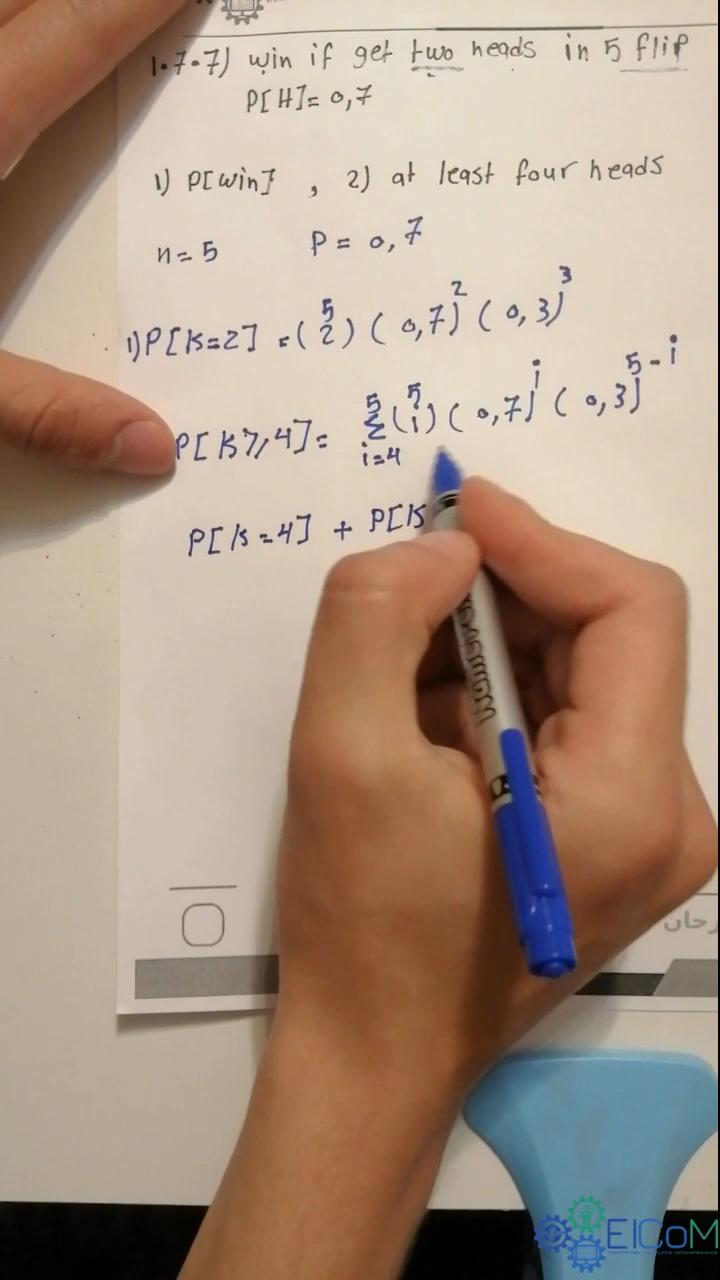 1.7.7) win if get two heads in 5 flip
P[H]= 0,7
1) P[win] , 2) at least four heads
n=5 P = 0,7
1) P[K=2] = (5 2) (0,7)^2 (0,3)^3
P[K≥4] = 5 Σ i=4 (5 i) (0,7)^i (0,3)^5-i
P[K=4] + P[K
EICoM